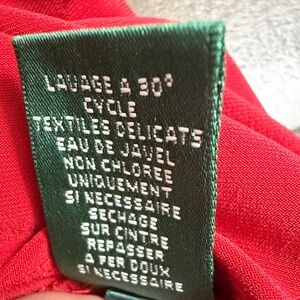 LAVAGE A 30°
CYCLE
TEXTILES DELICATS
EAU DE JAVEL
NON CHLOREE
UNIQUEMENT
SI NECESSAIRE
SECHAGE
SUR CINTRE
REPASSER
A FER DOUX
SI NECESSAIRE